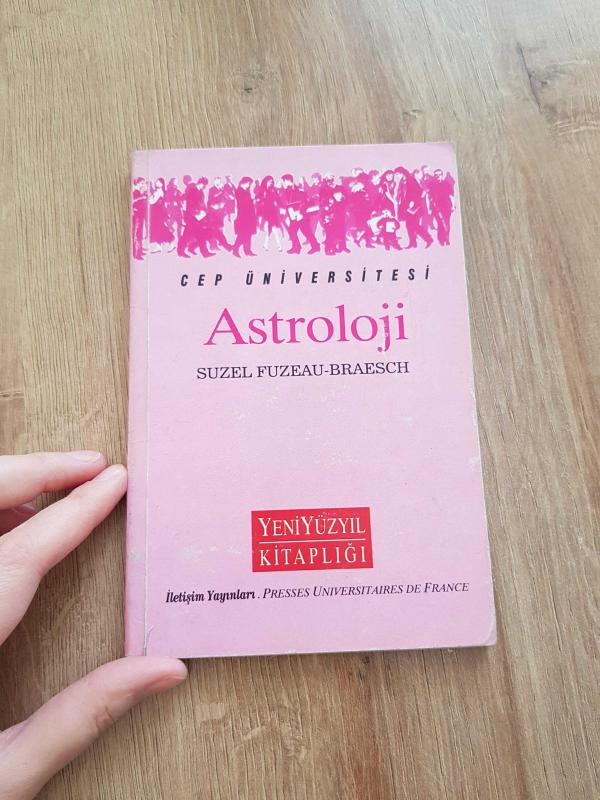 CEP ÜNİVERSİTESİ
Astroloji
SUZEL FUZEAU-BRAESCH
YENİYÜZYIL
KİTAPLIĞI
İletişim Yayınları . PRESSES UNIVERSITAIRES DE FRANCE